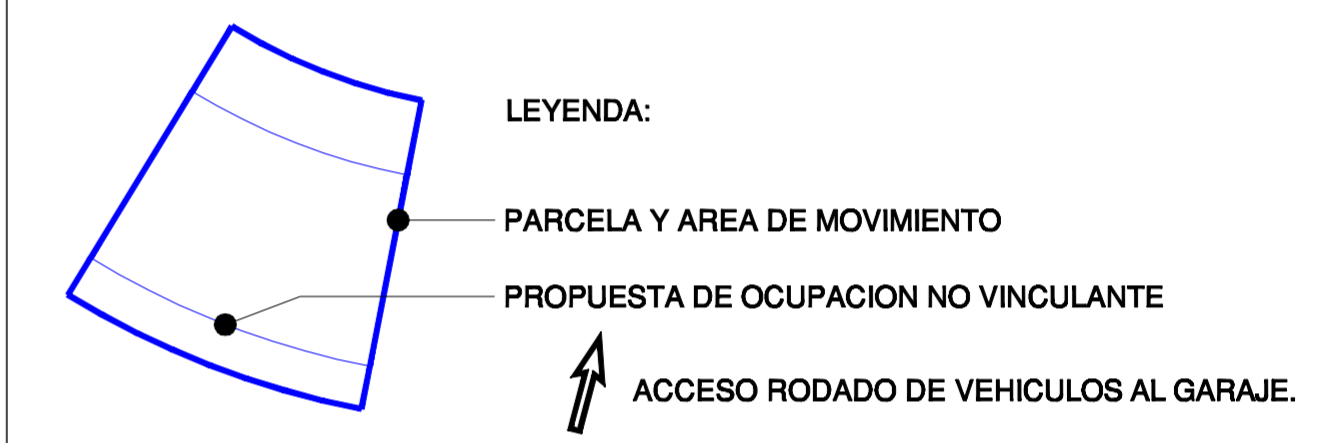 LEYENDA:
PARCELA Y AREA DE MOVIMIENTO
PROPUESTA DE OCUPACION NO VINCULANTE
ACCESO RODADO DE VEHICULOS AL GARAJE.